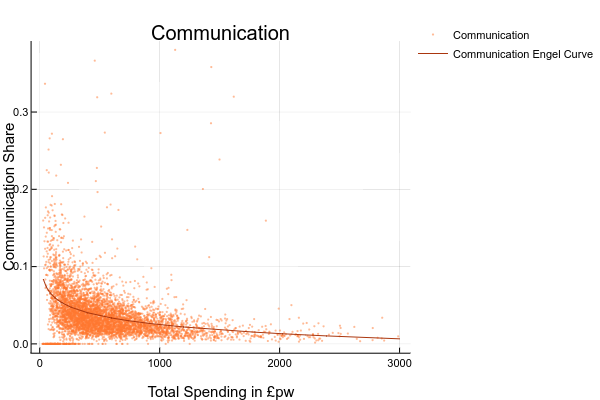 Communication
Communication
Communication Engel Curve
Communication Share
0.3
0.2
0.1
0.0
0
1000
2000
3000
Total Spending in £pw